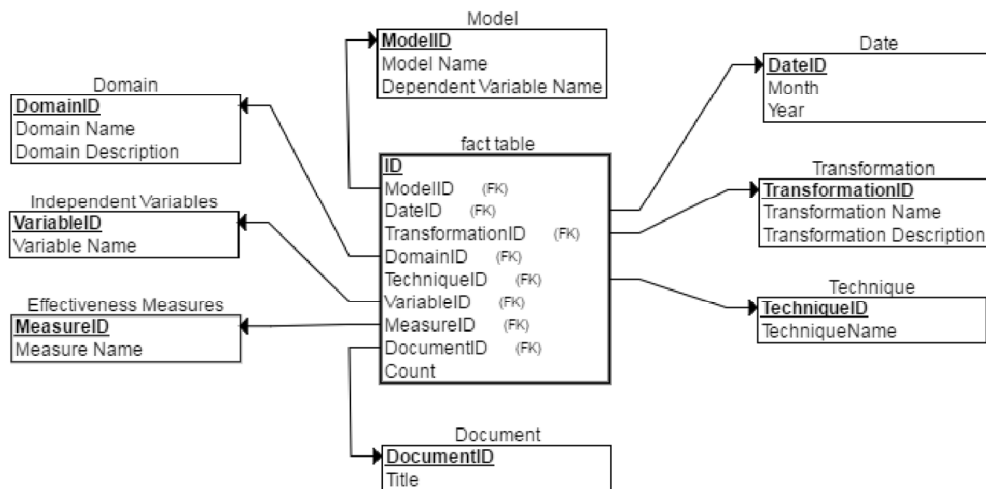 Model
ModelID
Model Name
Dependent Variable Name
Date
DateID
Month
Year
Domain
DomainID
Domain Name
Domain Description
fact table
ID
ModelID (FK)
DateID (FK)
TransformationID (FK)
DomainID (FK)
TechniqueID (FK)
VariableID (FK)
MeasureID (FK)
DocumentID (FK)
Count
Transformation
TransformationID
Transformation Name
Transformation Description
Independent Variables
VariableID
Variable Name
Technique
TechniqueID
TechniqueName
Effectiveness Measures
MeasureID
Measure Name
Document
DocumentID
Title